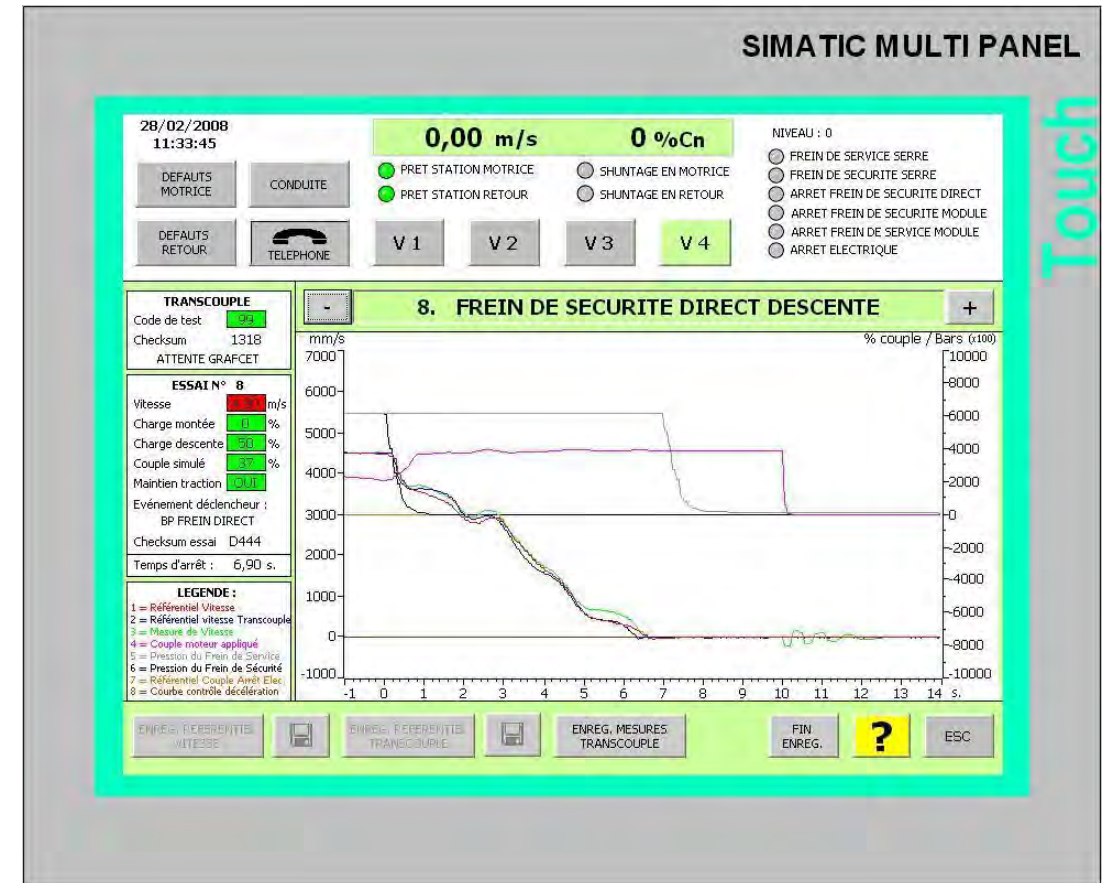 SIMATIC MULTI PANEL
Touch
28/02/2008
11:33:45
0,00 m/s 0 %Cn
NIVEAU : 0
DEFAUTS
MOTRICE
CONDUITE
PRET STATION MOTRICE
PRET STATION RETOUR
SHUNTAGE EN MOTRICE
SHUNTAGE EN RETOUR
FREIN DE SERVICE SERRE
FREIN DE SECURITE SERRE
ARRET FREIN DE SECURITE DIRECT
ARRET FREIN DE SECURITE MODULE
ARRET FREIN DE SERVICE MODULE
ARRET ELECTRIQUE
DEFAUTS
RETOUR
TELEPHONE
V 1 V 2 V 3 V 4
TRANSCOUPLE
Code de test 99
Checksum 1318
ATTENTE GRAFCET
ESSAI N° 8
Vitesse m/s
Charge montée 0 %
Charge descente 50 %
Couple simulé 37 %
Maintien traction OUI
Evénement déclencheur :
BP FREIN DIRECT
Checksum essai D444
Temps d'arrêt : 6,90 s.
LEGENDE :
1 = Référentiel Vitesse
2 = Référentiel vitesse Transcouple
3 = Mesure de Vitesse
4 = Couple moteur appliqué
5 = Pression du Frein de Service
6 = Pression du Frein de Sécurité
7 = Référentiel Couple Arrêt Elec
8 = Courbe contrôle décélération
- 8. FREIN DE SECURITE DIRECT DESCENTE +
mm/s
% couple / Bars (x100)
7000
6000
5000
4000
3000
2000
1000
0
-1000
10000
8000
6000
4000
2000
0
-2000
-4000
-6000
-8000
-10000
-1 0 1 2 3 4 5 6 7 8 9 10 11 12 13 14 s.
ENREG. REFERENTIEL
VITESSE
ENREG. REFERENTIEL
TRANSCOUPLE
ENREG. MESURES
TRANSCOUPLE
FIN
ENREG.
?
ESC